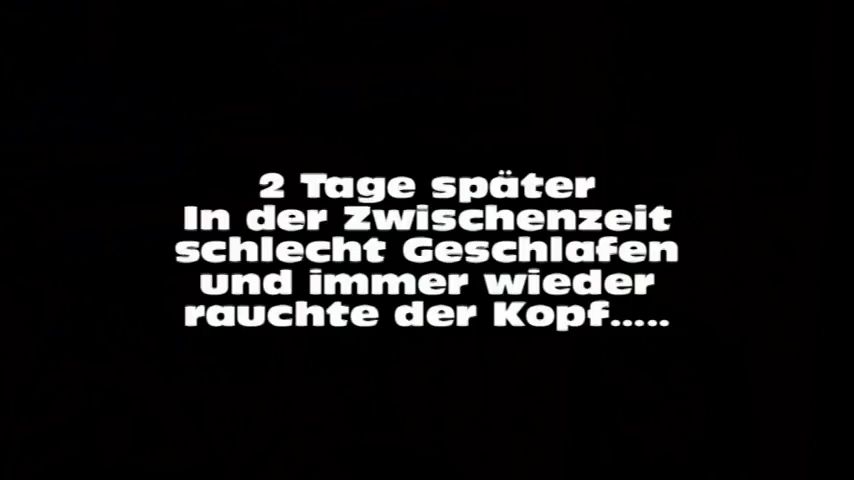 2 Tage später
In der Zwischenzeit
schlecht Geschlafen
und immer wieder
rauchte der Kopf.....